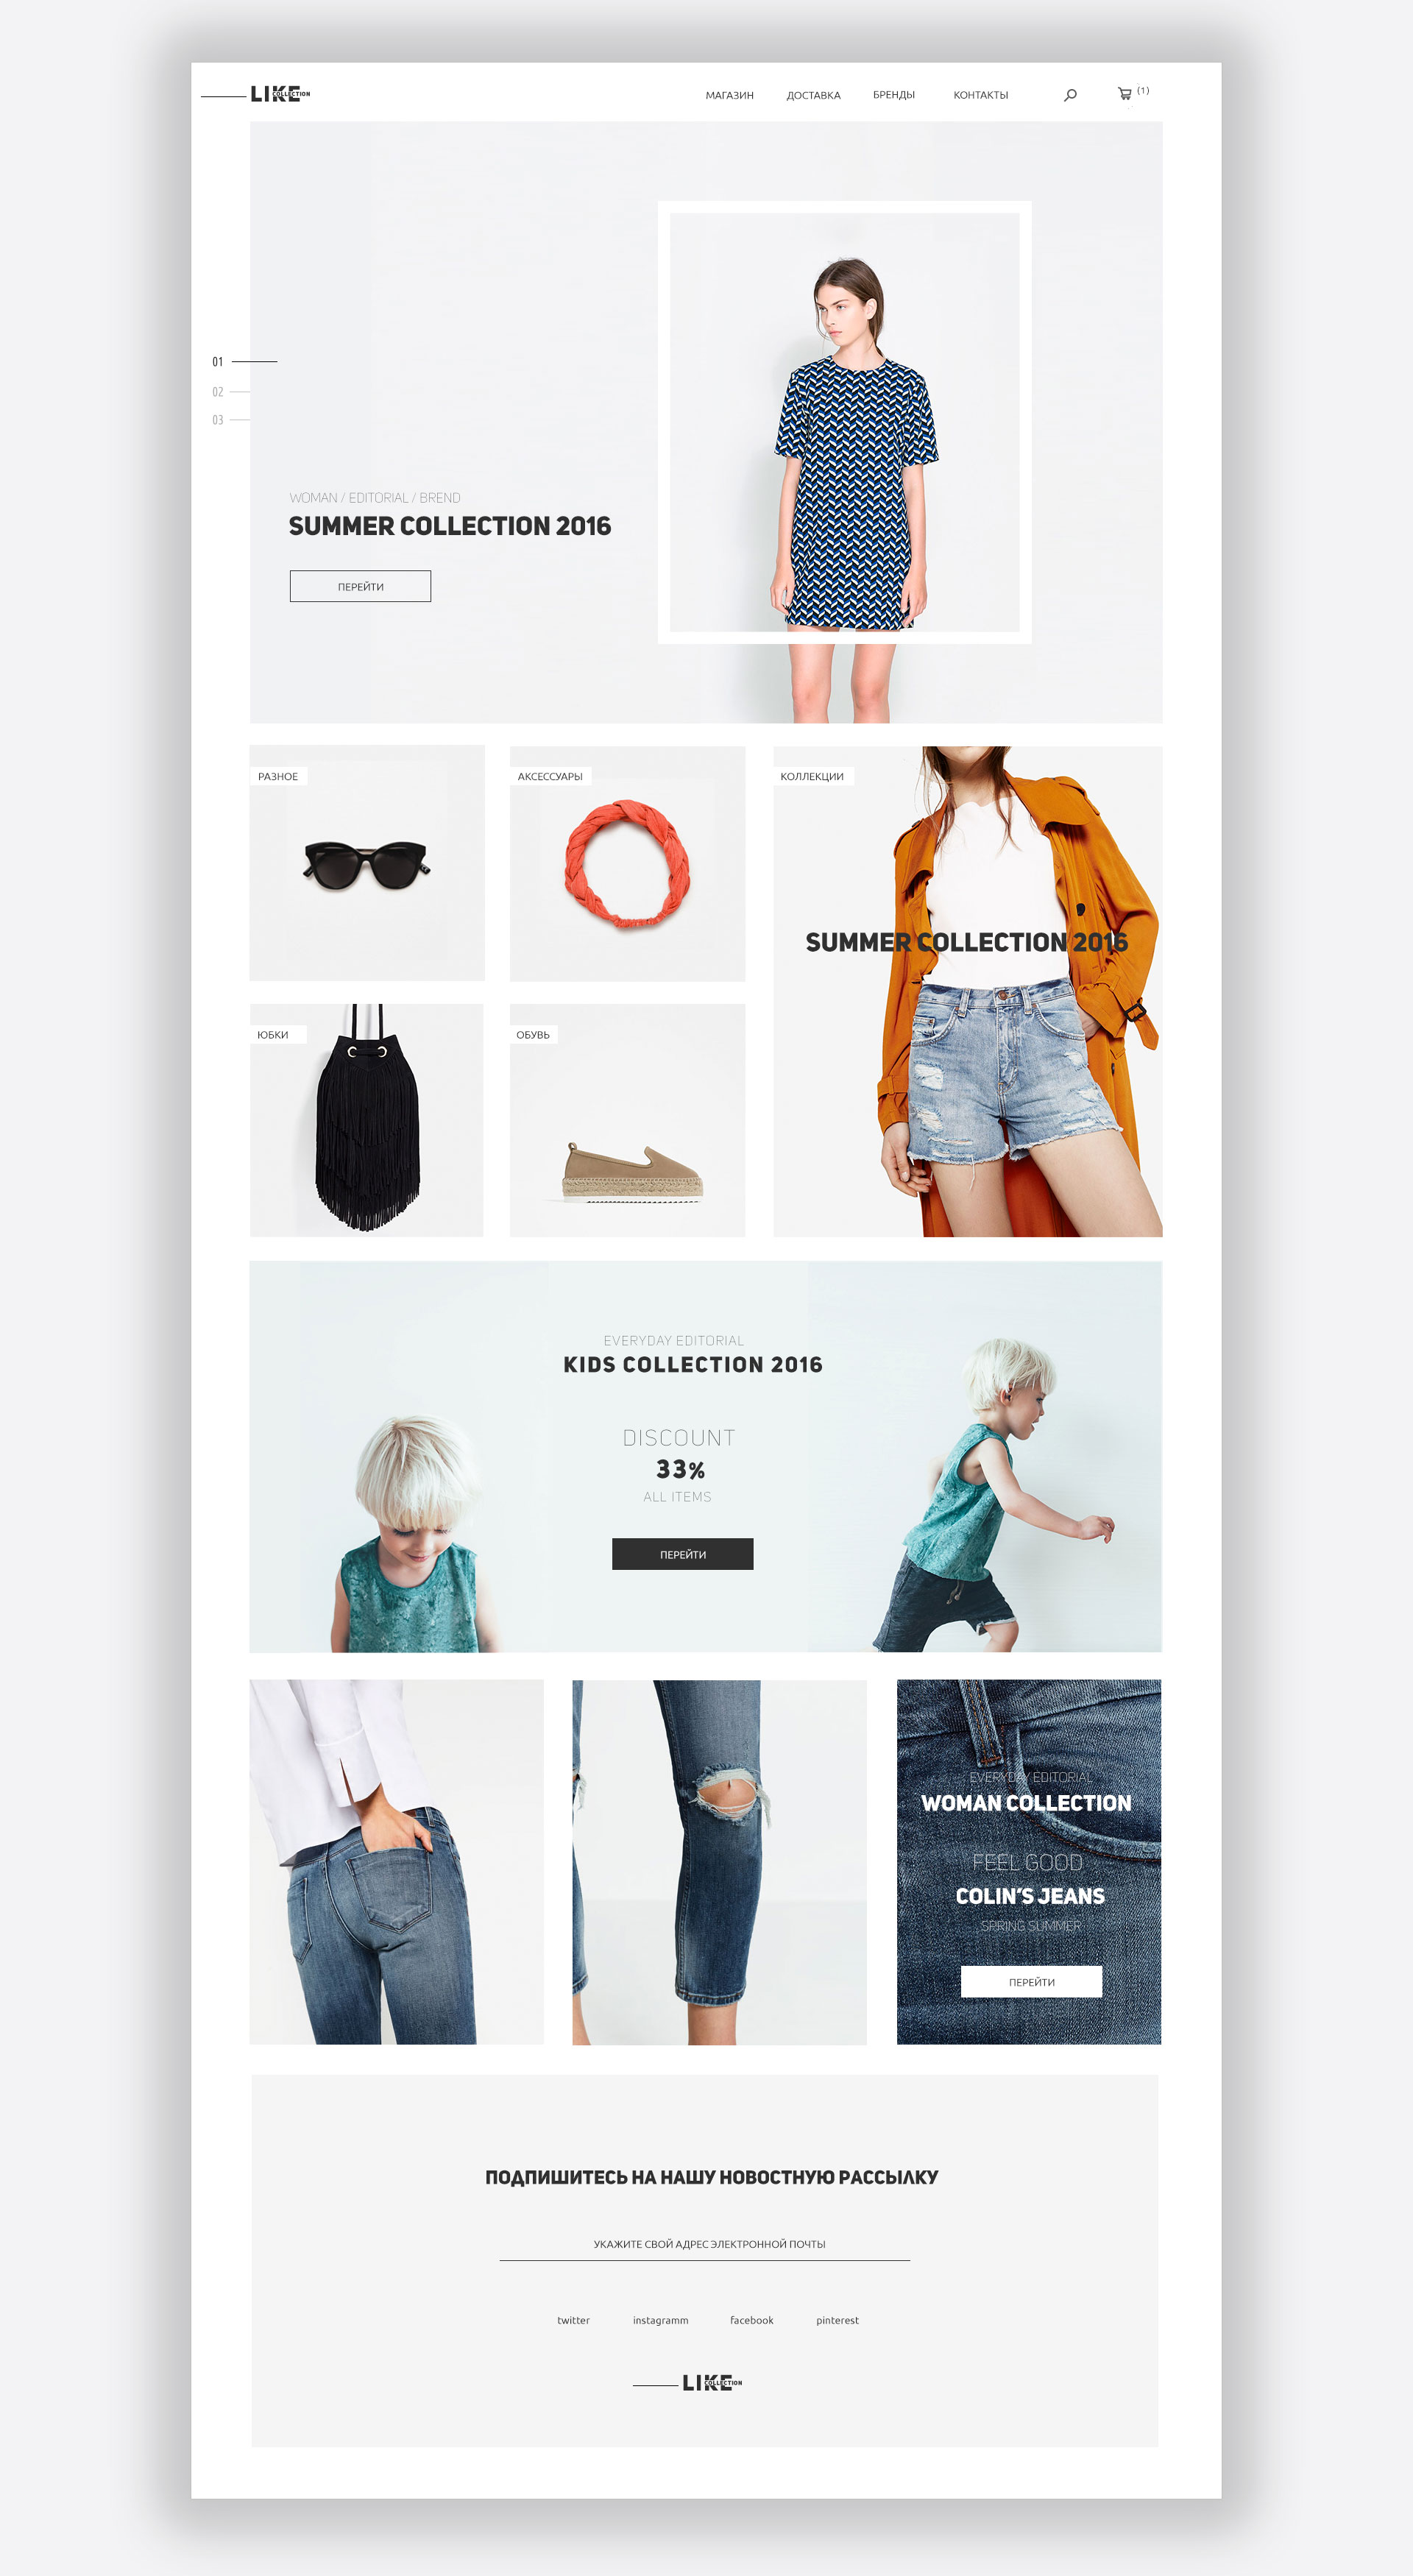 LIKE COLLECTION
МАГАЗИН ДОСТАВКА БРЕНДЫ КОНТАКТЫ (1)
01
02
03
WOMAN / EDITORIAL / BREND
SUMMER COLLECTION 2016
ПЕРЕЙТИ
РАЗНОЕ
АКСЕССУАРЫ
КОЛЛЕКЦИИ
SUMMER COLLECTION 2016
ЮБКИ
ОБУВЬ
EVERYDAY EDITORIAL
KIDS COLLECTION 2016
DISCOUNT
33%
ALL ITEMS
ПЕРЕЙТИ
EVERYDAY EDITORIAL
WOMAN COLLECTION
FEEL GOOD
COLIN'S JEANS
SPRING SUMMER
ПЕРЕЙТИ
ПОДПИШИТЕСЬ НА НАШУ НОВОСТНУЮ РАССЫЛКУ
УКАЖИТЕ СВОЙ АДРЕС ЭЛЕКТРОННОЙ ПОЧТЫ
twitter instagramm facebook pinterest
LIKE COLLECTION